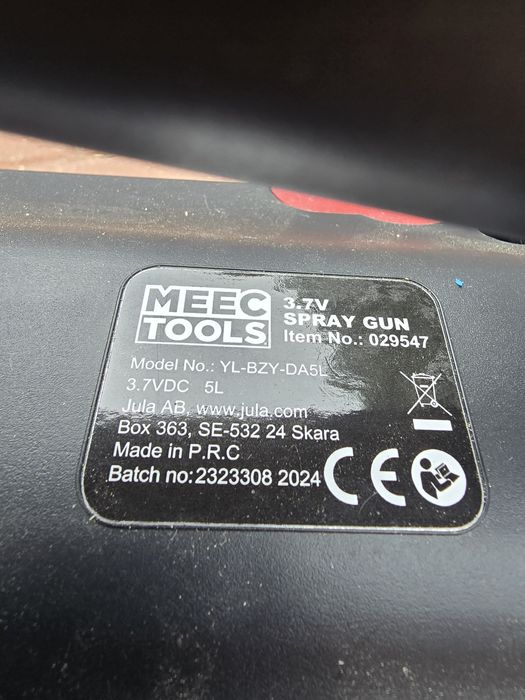 MEEC
TOOLS
3.7V
SPRAY GUN
Item No.: 029547
Model No.: YL-BZY-DA5L
3.7VDC 5L
Jula AB, www.jula.com
Box 363, SE-532 24 Skara
Made in P.R.C
Batch no:2323308 2024
CE